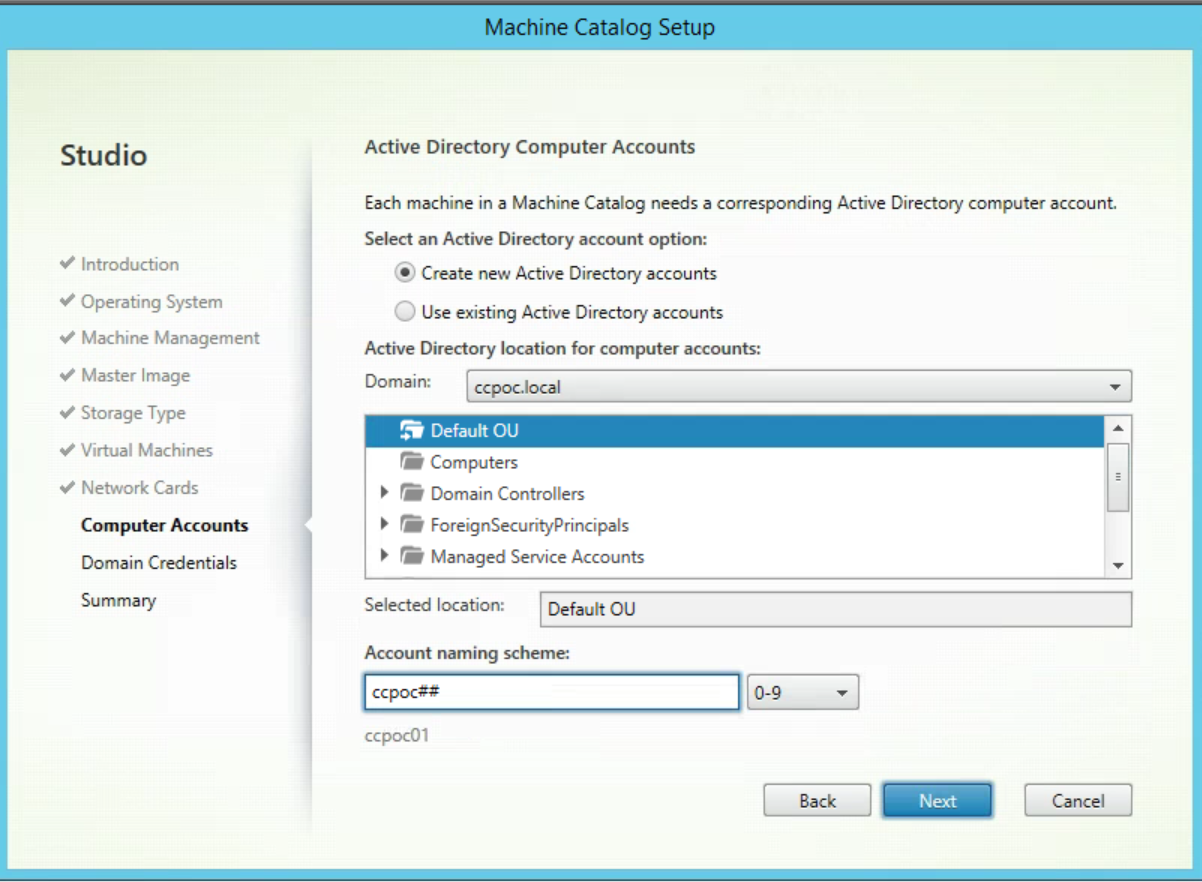 Machine Catalog Setup
Studio
Introduction
Operating System
Machine Management
Master Image
Storage Type
Virtual Machines
Network Cards
Computer Accounts
Domain Credentials
Summary
Active Directory Computer Accounts
Each machine in a Machine Catalog needs a corresponding Active Directory computer account.
Select an Active Directory account option:
Create new Active Directory accounts
Use existing Active Directory accounts
Active Directory location for computer accounts:
Domain: ccpoc.local
Default OU
Computers
Domain Controllers
ForeignSecurityPrincipals
Managed Service Accounts
Selected location: Default OU
Account naming scheme:
ccpoc## 0-9
ccpoc01
Back Next Cancel